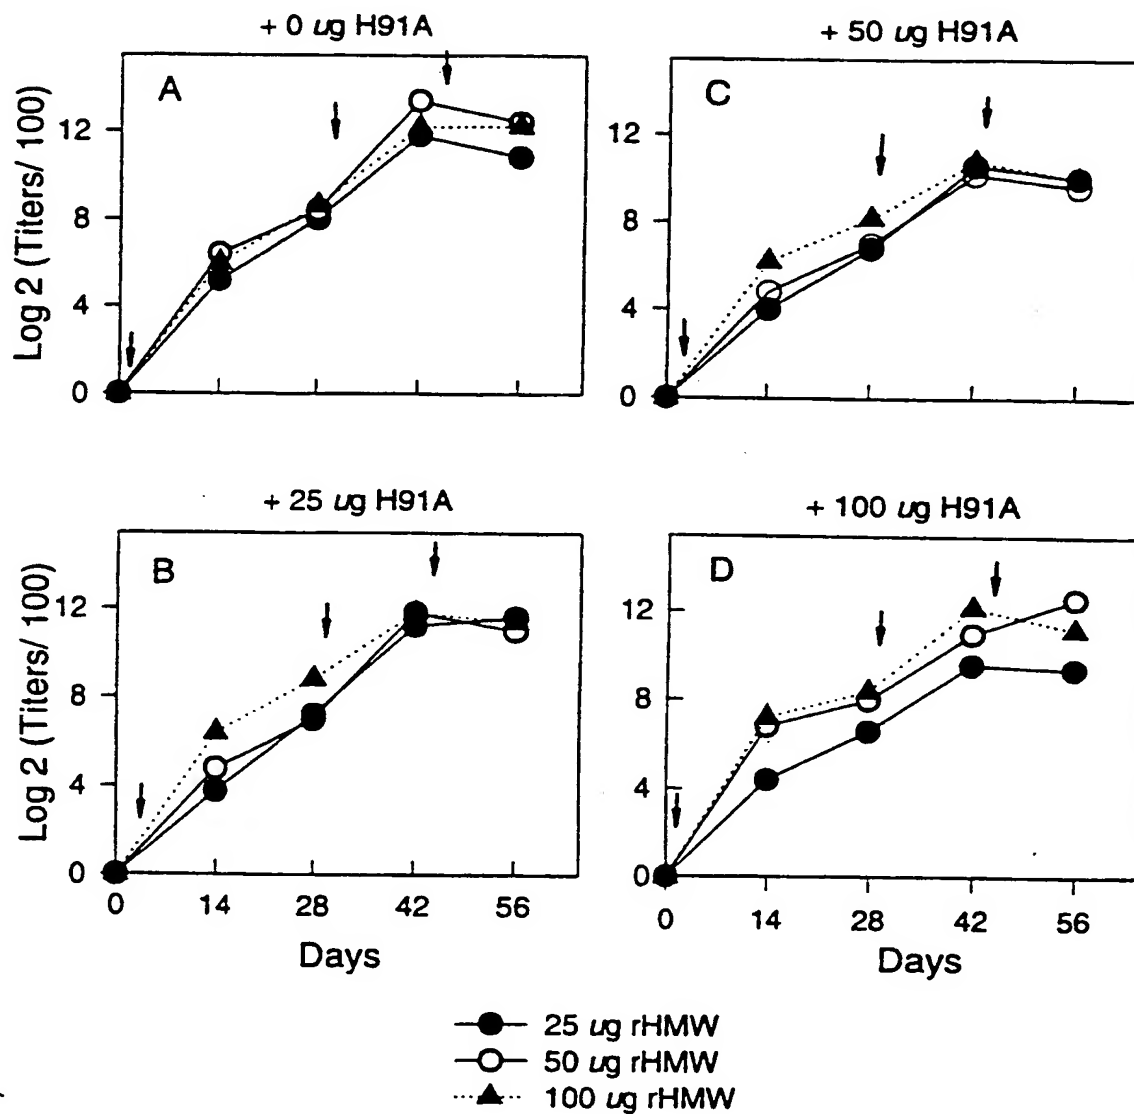 + 0 ug H91A
A
Log 2 (Titers/ 100)
12
8
4
0
+ 50 ug H91A
C
12
8
4
0
+ 25 ug H91A
B
Log 2 (Titers/ 100)
12
8
4
0
0 14 28 42 56
Days
+ 100 ug H91A
D
12
8
4
0
0 14 28 42 56
Days
25 ug rHMW
50 ug rHMW
100 ug rHMW